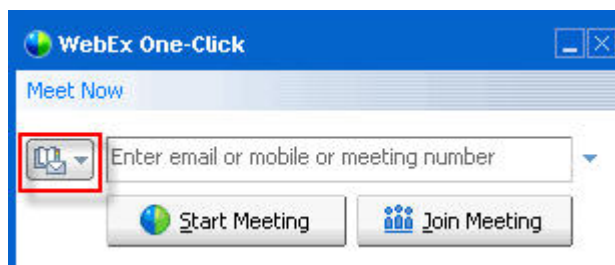 WebEx One-Click
Meet Now
Enter email or mobile or meeting number
Start Meeting
Join Meeting